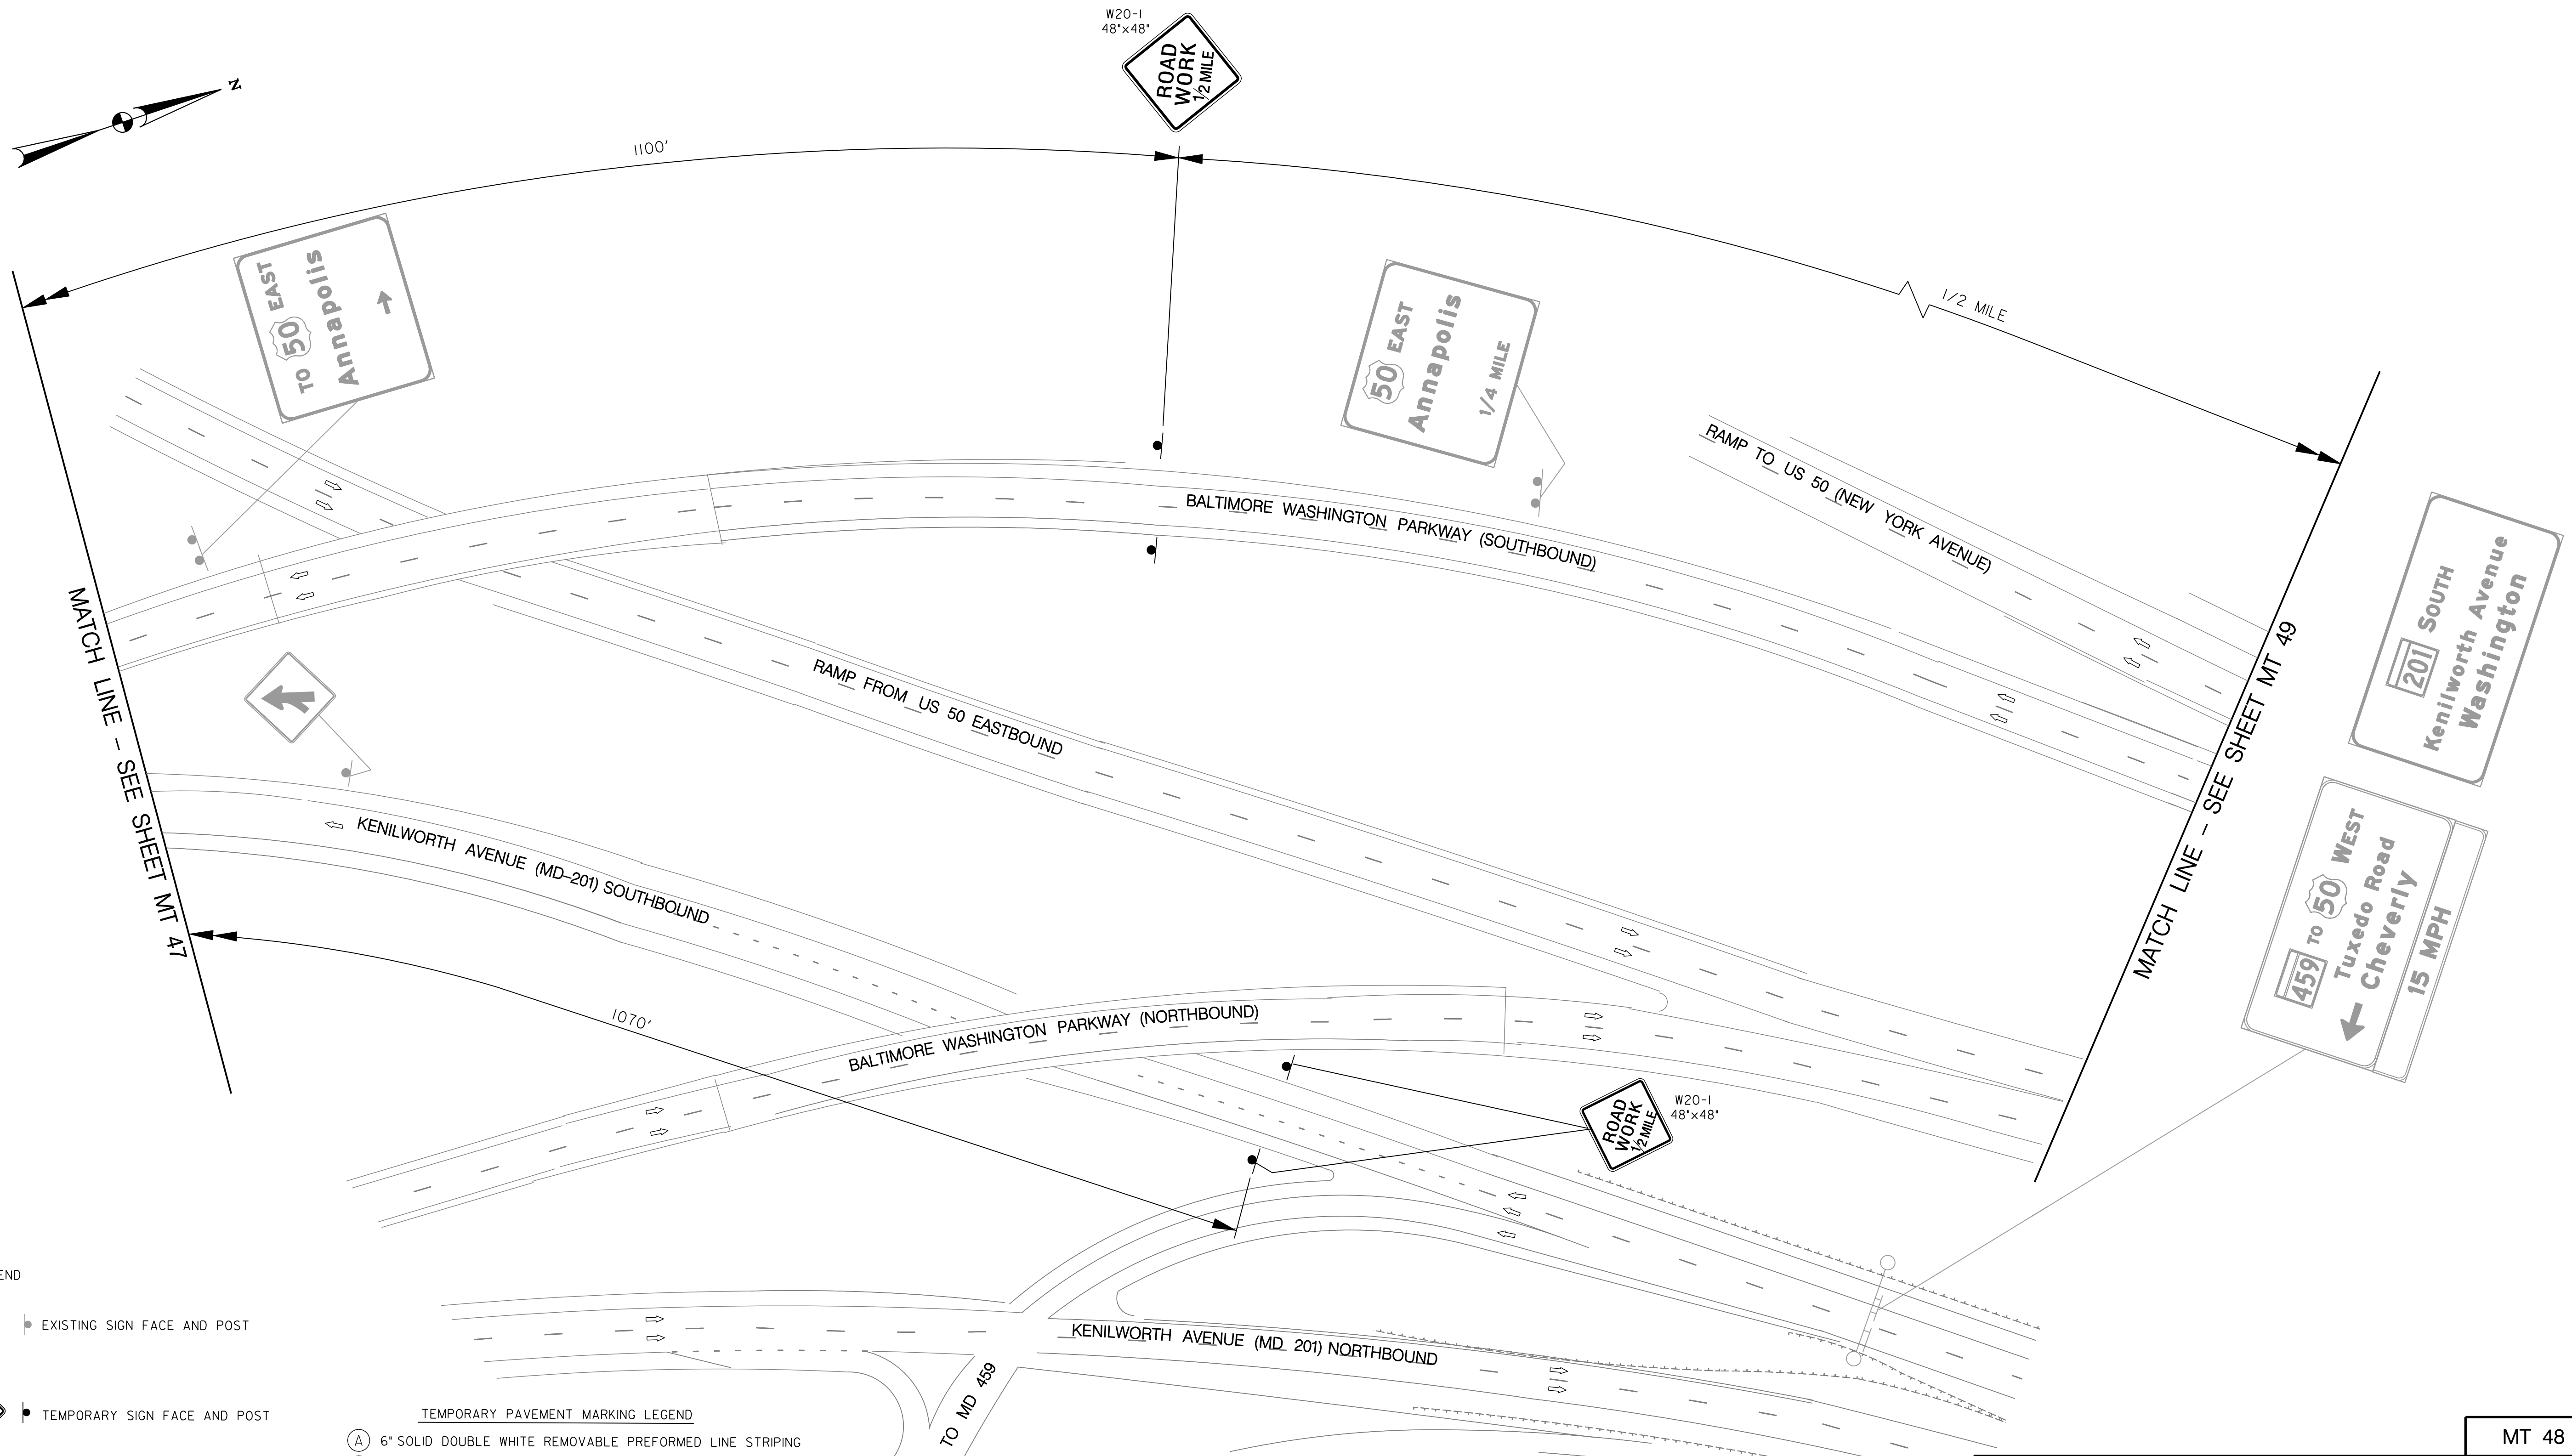 W20-1
48"x48"
ROAD
WORK
1/2 MILE
N
1100'
1/2 MILE
TO 50 EAST
Annapolis
50 EAST
Annapolis
1/4 MILE
RAMP TO US 50 (NEW YORK AVENUE)
BALTIMORE WASHINGTON PARKWAY (SOUTHBOUND)
201 SOUTH
Kenilworth Avenue
Washington
MATCH LINE - SEE SHEET MT 47
MATCH LINE - SEE SHEET MT 49
RAMP FROM US 50 EASTBOUND
KENILWORTH AVENUE (MD-201) SOUTHBOUND
459 TO 50 WEST
Tuxedo Road
Cheverly
15 MPH
1070'
BALTIMORE WASHINGTON PARKWAY (NORTHBOUND)
ROAD
WORK
1/2 MILE
W20-1
48"x48"
END
EXISTING SIGN FACE AND POST
KENILWORTH AVENUE (MD 201) NORTHBOUND
TO MD 459
TEMPORARY SIGN FACE AND POST
TEMPORARY PAVEMENT MARKING LEGEND
A 6" SOLID DOUBLE WHITE REMOVABLE PREFORMED LINE STRIPING
MT 48